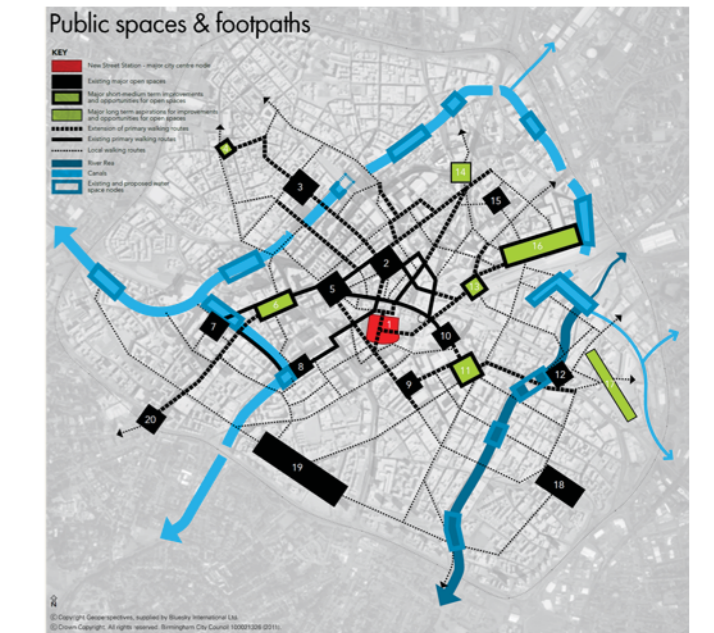 Public spaces & footpaths
KEY
New Street Station - major city centre node
Existing major open spaces
Major short-medium term improvements
and opportunities for open spaces
Major long term aspirations for improvements
and opportunities for open spaces
Extension of primary walking routes
Existing primary walking routes
Local walking routes
River Rea
Canals
Existing and proposed water
space nodes
14
3
15
16
2
5
13
6
1
7
10
8
11
12
9
17
20
19
18
N
© Copyright Geoperspectives, supplied by Bluesky International Ltd.
© Crown Copyright. All rights reserved. Birmingham City Council 100021326 (2011).